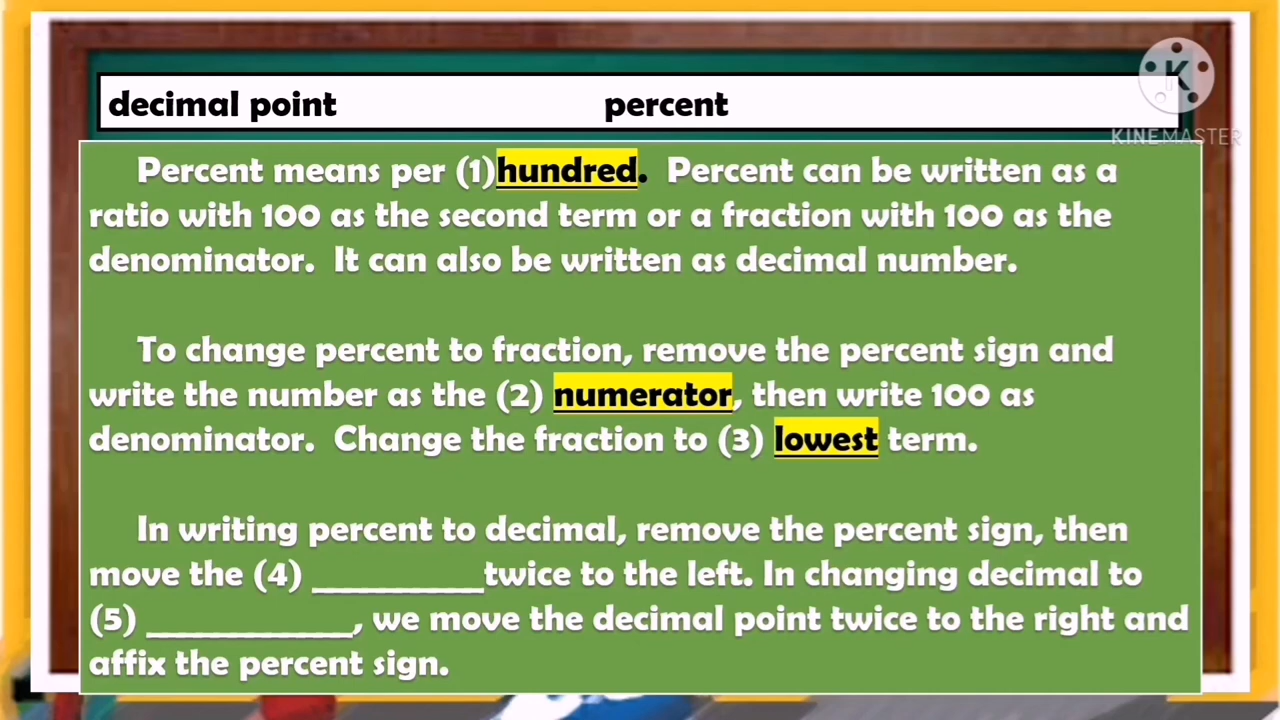 decimal point percent
K
KINEMASTER
Percent means per (1)hundred. Percent can be written as a
ratio with 100 as the second term or a fraction with 100 as the
denominator. It can also be written as decimal number.
To change percent to fraction, remove the percent sign and
write the number as the (2) numerator, then write 100 as
denominator. Change the fraction to (3) lowest term.
In writing percent to decimal, remove the percent sign, then
move the (4) __________twice to the left. In changing decimal to
(5) ____________, we move the decimal point twice to the right and
affix the percent sign.